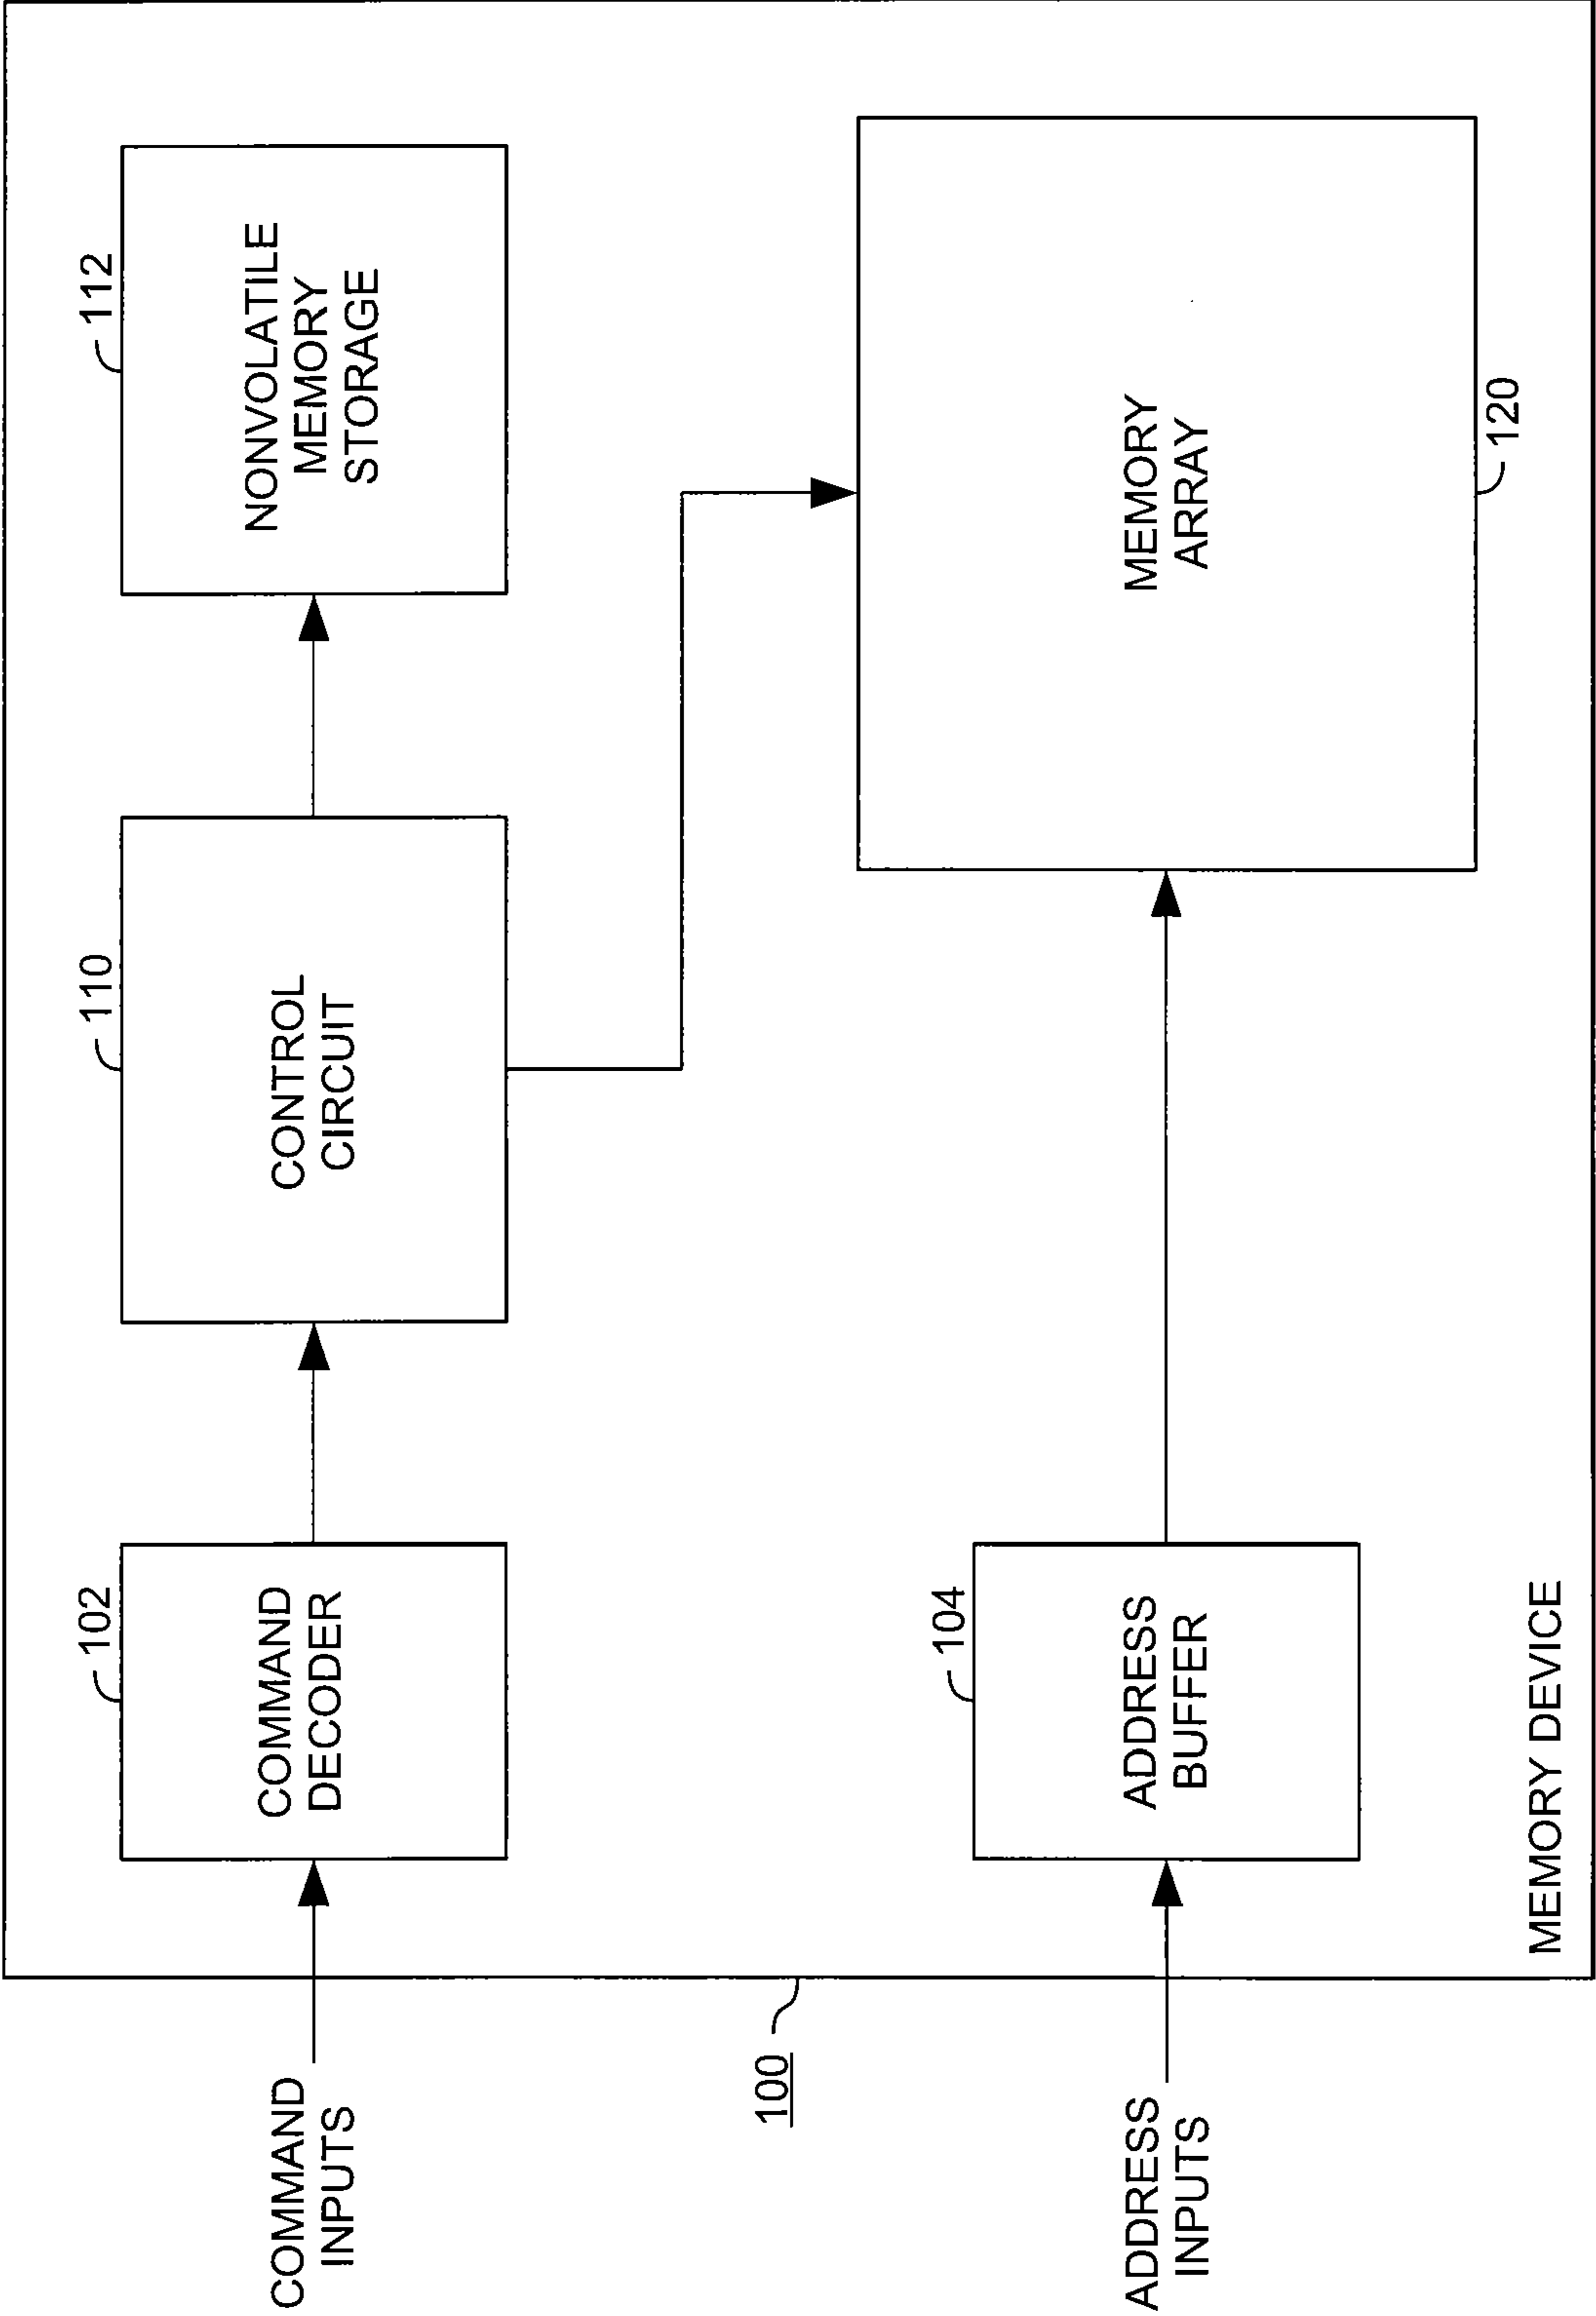 COMMAND
INPUTS
102
COMMAND
DECODER
110
CONTROL
CIRCUIT
112
NONVOLATILE
MEMORY
STORAGE
100
ADDRESS
INPUTS
104
ADDRESS
BUFFER
MEMORY
ARRAY
120
MEMORY DEVICE